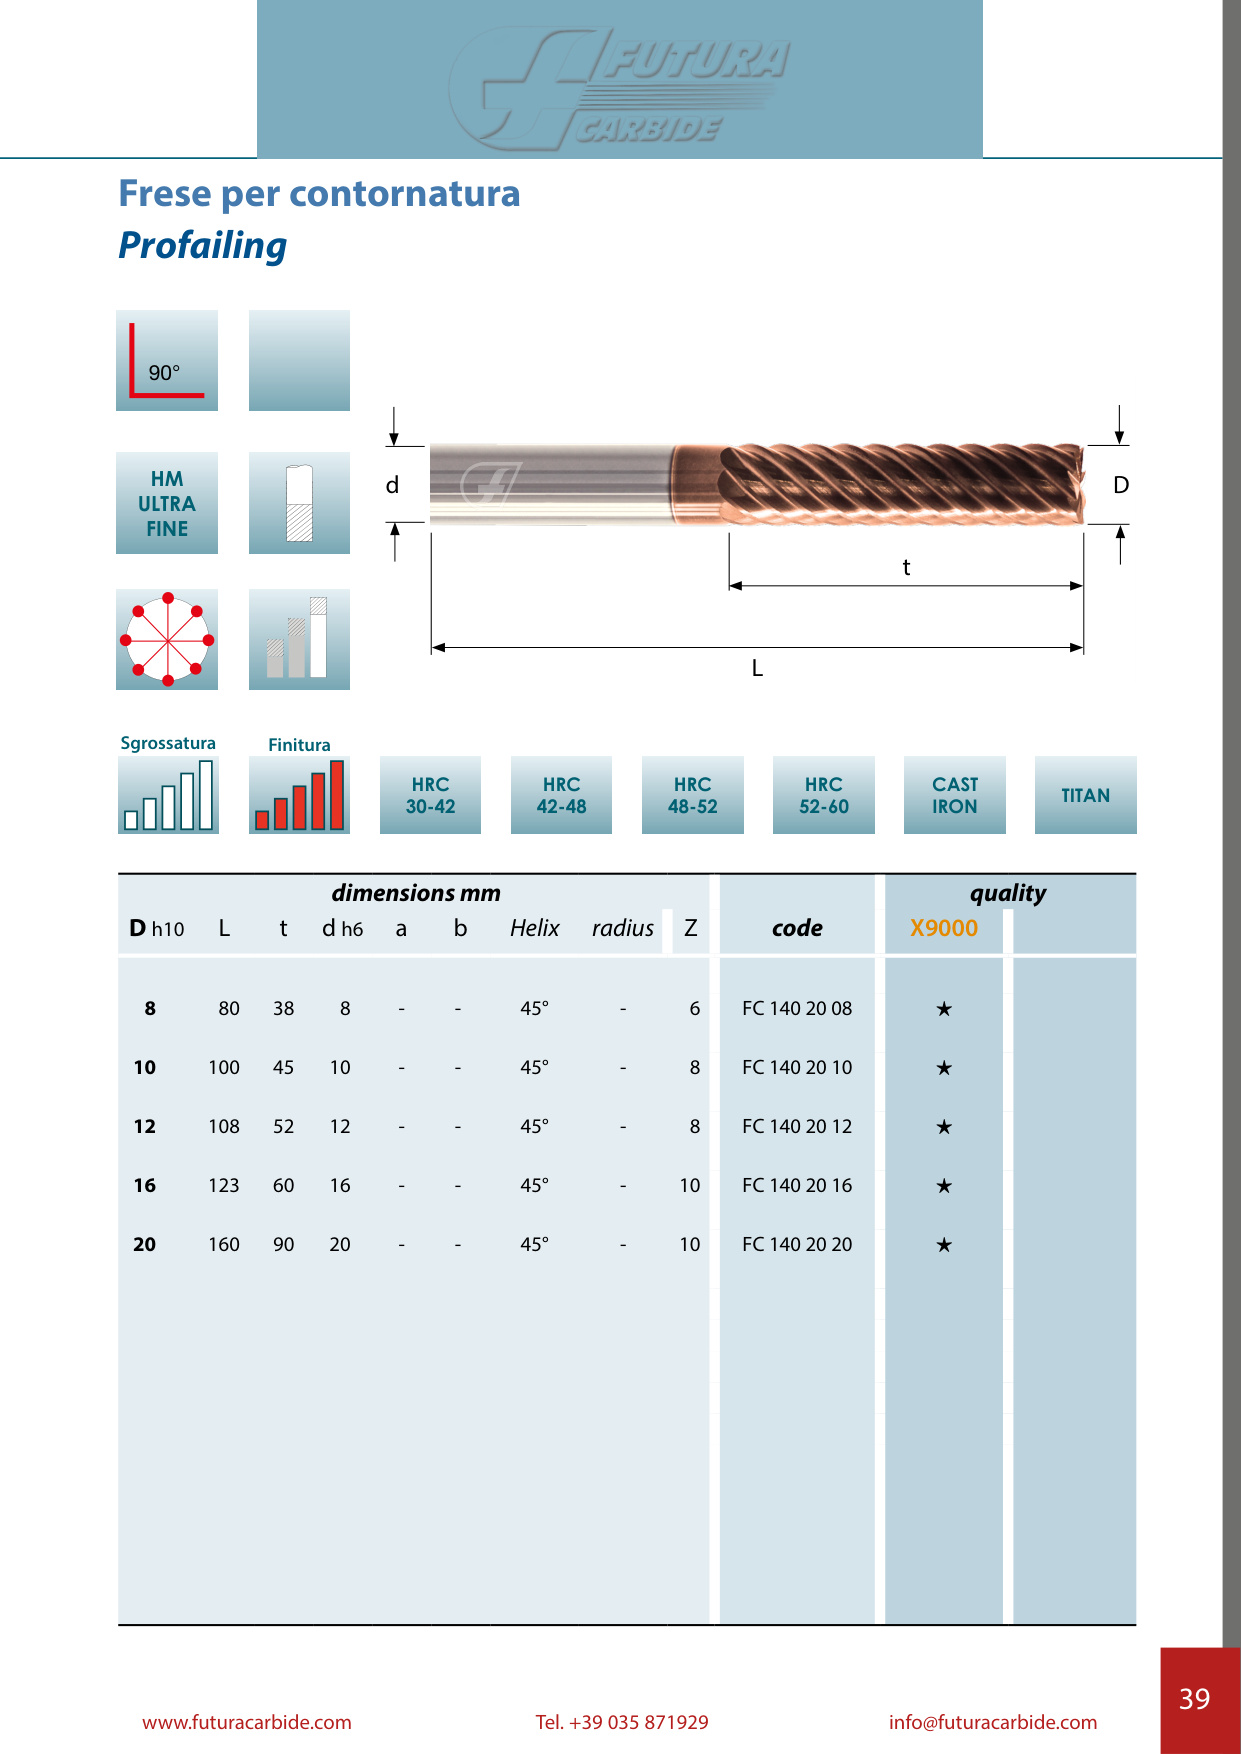 FUTURA
CARBIDE
Frese per contornatura
Profailing
90°
HM
ULTRA
FINE
d
D
t
L
Sgrossatura
Finitura
HRC
30-42
HRC
42-48
HRC
48-52
HRC
52-60
CAST
IRON
TITAN
dimensions mm
quality
D h10 L t d h6 a b Helix radius Z code X9000
8 80 38 8 - - 45° - 6 FC 140 20 08 ★
10 100 45 10 - - 45° - 8 FC 140 20 10 ★
12 108 52 12 - - 45° - 8 FC 140 20 12 ★
16 123 60 16 - - 45° - 10 FC 140 20 16 ★
20 160 90 20 - - 45° - 10 FC 140 20 20 ★
39
www.futuracarbide.com Tel. +39 035 871929 info@futuracarbide.com